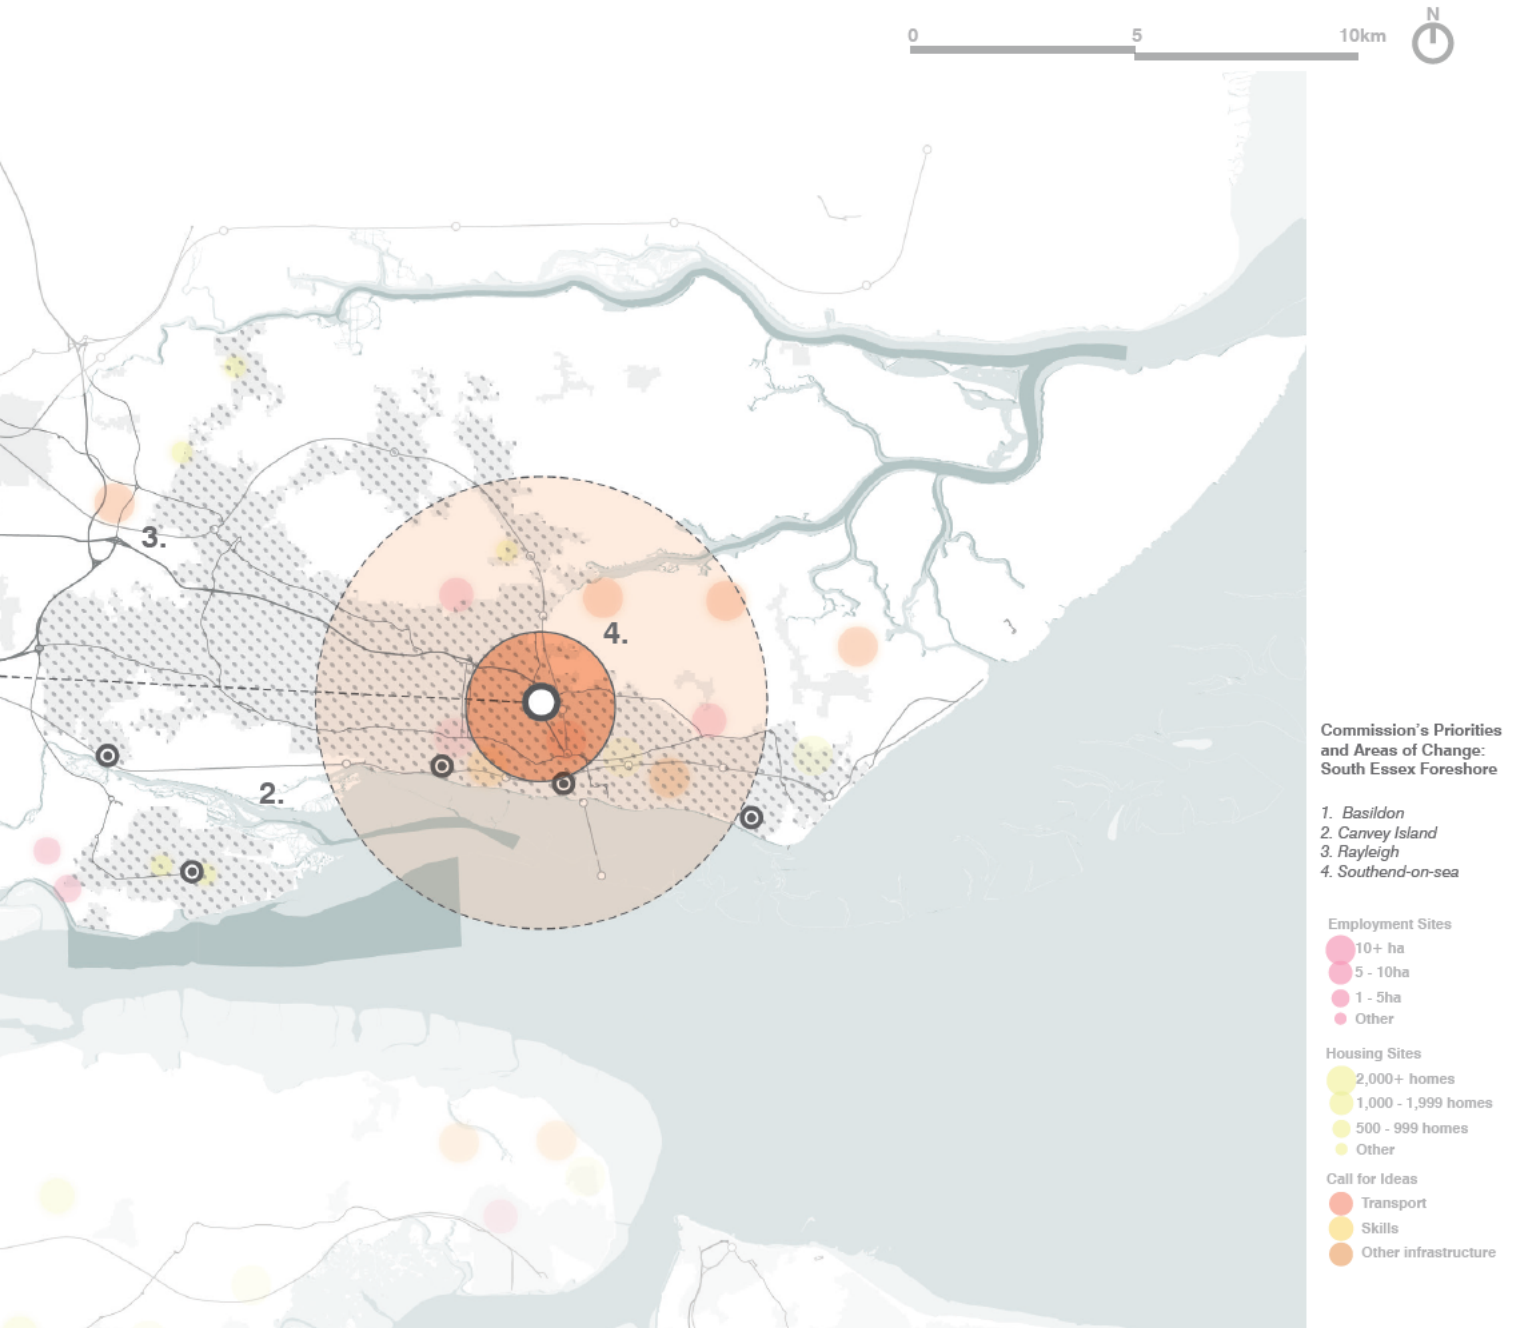 N
0 5 10km
3.
4.
2.
Commission's Priorities
and Areas of Change:
South Essex Foreshore
1. Basildon
2. Canvey Island
3. Rayleigh
4. Southend-on-sea
Employment Sites
10+ ha
5 - 10ha
1 - 5ha
Other
Housing Sites
2,000+ homes
1,000 - 1,999 homes
500 - 999 homes
Other
Call for Ideas
Transport
Skills
Other infrastructure